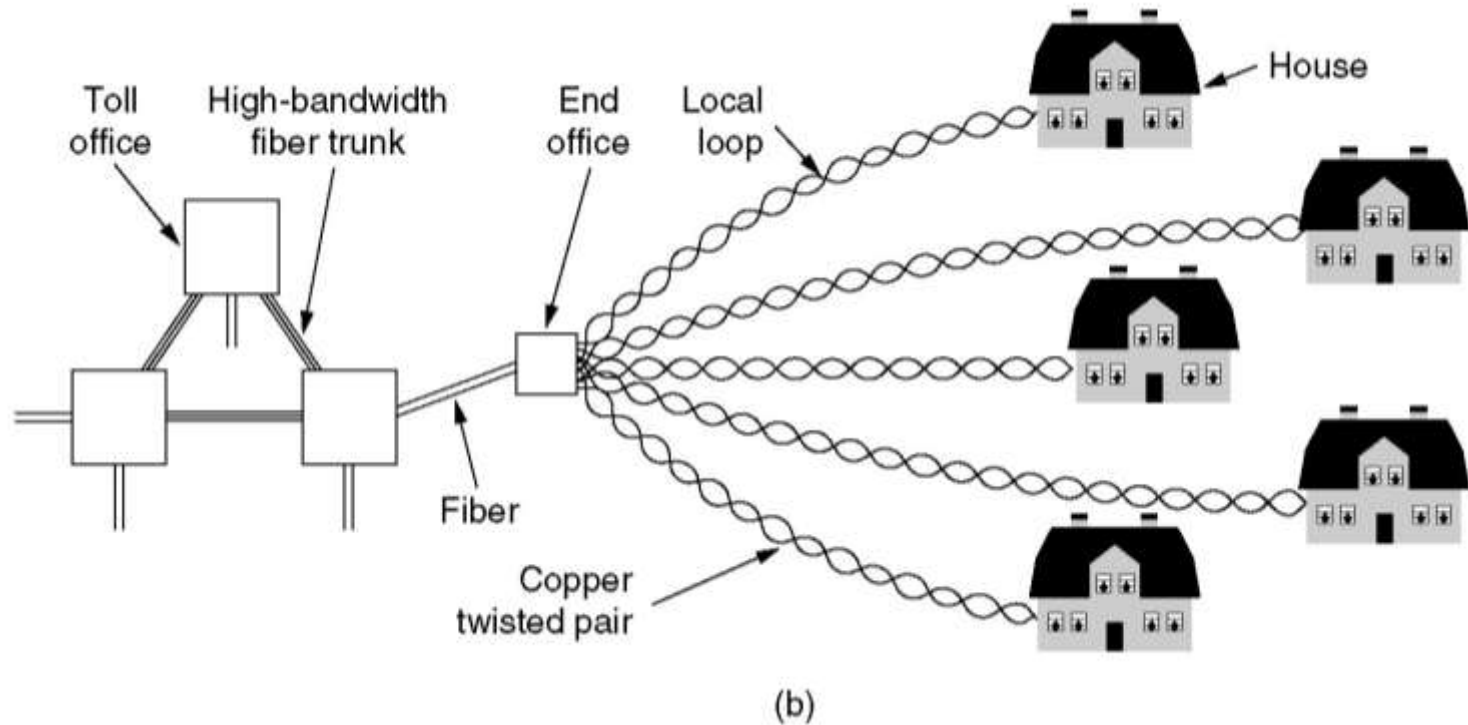 Toll
office
High-bandwidth
fiber trunk
End
office
Local
loop
House
Fiber
Copper
twisted pair
(b)